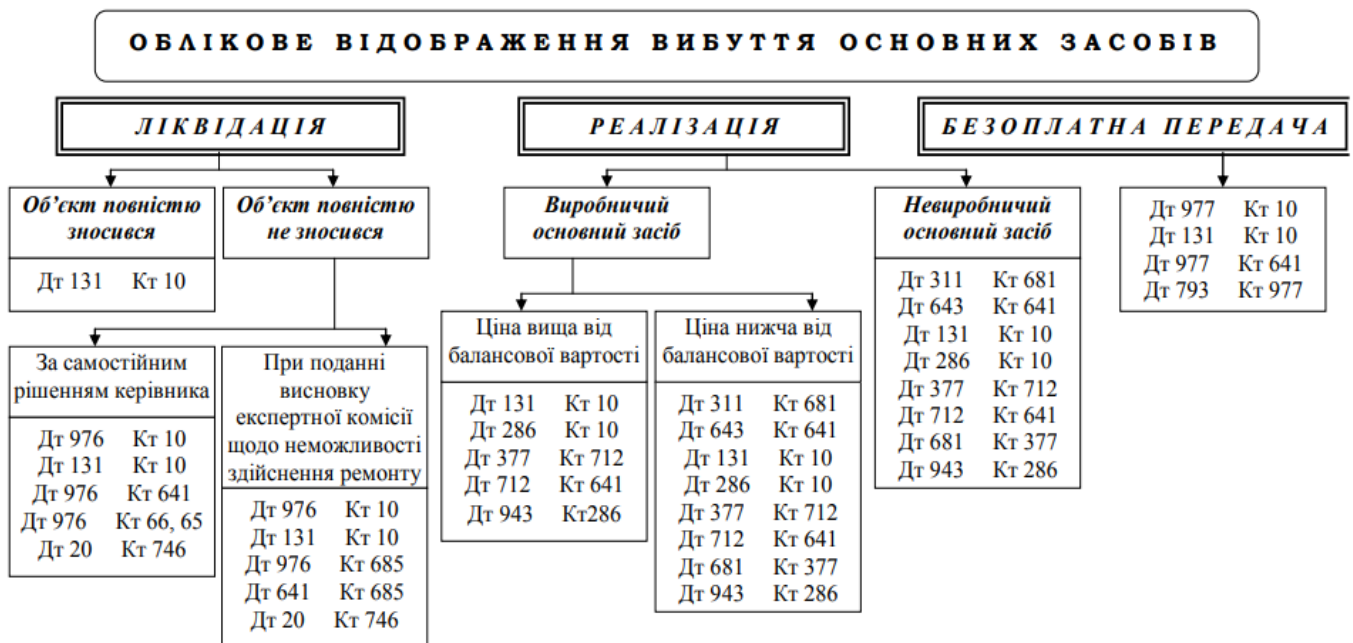 ОБЛІКОВЕ ВІДОБРАЖЕННЯ ВИБУТТЯ ОСНОВНИХ ЗАСОБІВ
ЛІКВІДАЦІЯ
Об’єкт повністю
зносився
Дт 131 Кт 10
Об’єкт повністю
не зносився
За самостійним
рішенням керівника
Дт 976 Кт 10
Дт 131 Кт 10
Дт 976 Кт 641
Дт 976 Кт 66, 65
Дт 20 Кт 746
При поданні
висновку
експертної комісії
щодо неможливості
здійснення ремонту
Дт 976 Кт 10
Дт 131 Кт 10
Дт 976 Кт 685
Дт 641 Кт 685
Дт 20 Кт 746
РЕАЛІЗАЦІЯ
Виробничий
основний засіб
Ціна вища від
балансової вартості
Дт 131 Кт 10
Дт 286 Кт 10
Дт 377 Кт 712
Дт 712 Кт 641
Дт 943 Кт286
Ціна нижча від
балансової вартості
Дт 311 Кт 681
Дт 643 Кт 641
Дт 131 Кт 10
Дт 286 Кт 10
Дт 377 Кт 712
Дт 712 Кт 641
Дт 681 Кт 377
Дт 943 Кт 286
Невиробничий
основний засіб
Дт 311 Кт 681
Дт 643 Кт 641
Дт 131 Кт 10
Дт 286 Кт 10
Дт 377 Кт 712
Дт 712 Кт 641
Дт 681 Кт 377
Дт 943 Кт 286
БЕЗОПЛАТНА ПЕРЕДАЧА
Дт 977 Кт 10
Дт 131 Кт 10
Дт 977 Кт 641
Дт 793 Кт 977